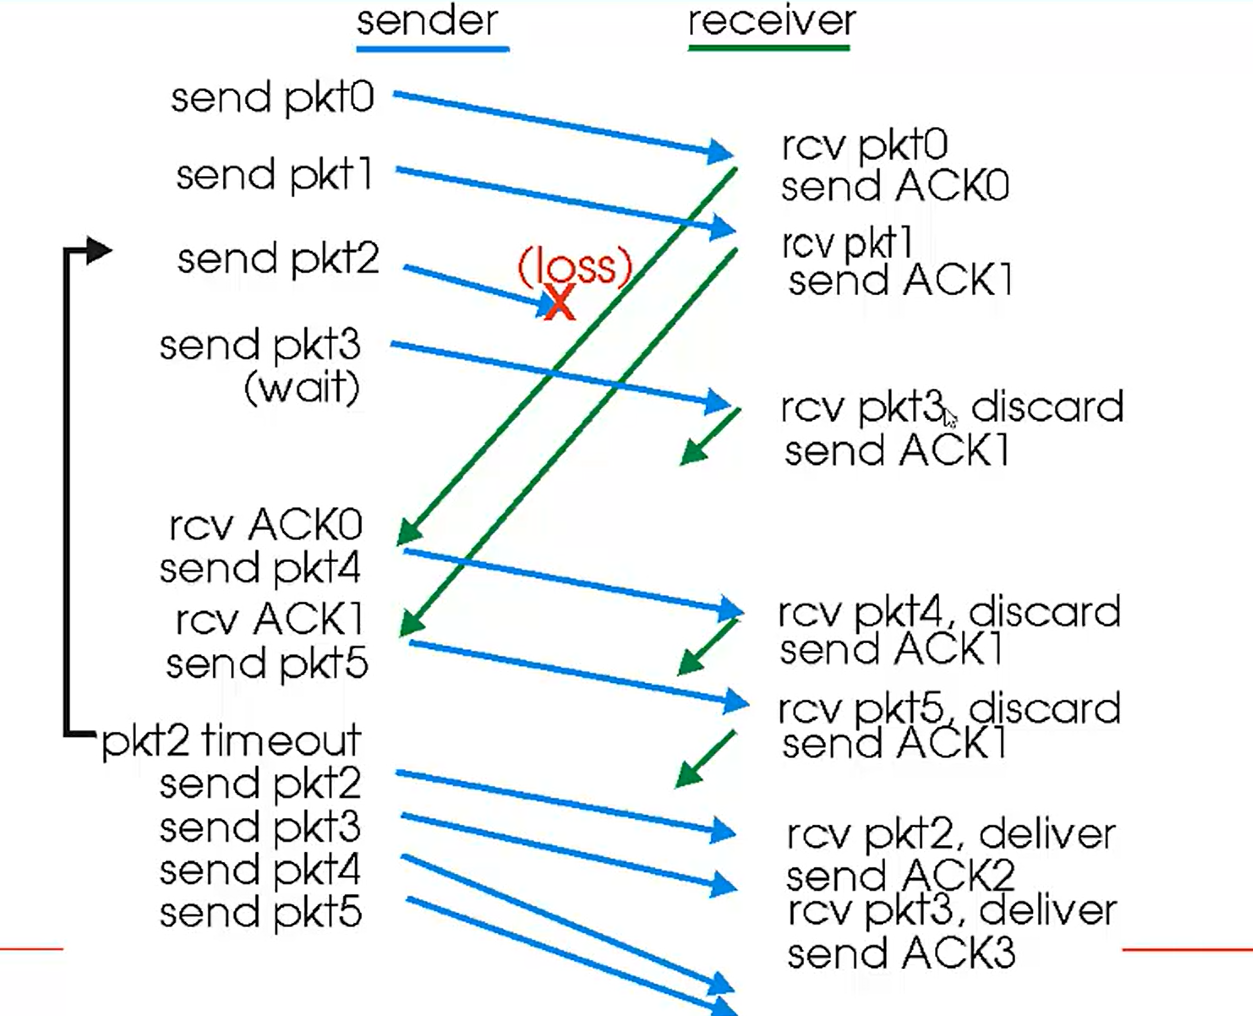 sender
receiver
send pkt0
send pkt1
send pkt2
send pkt3
(wait)
rcv ACK0
send pkt4
rcv ACK1
send pkt5
pkt2 timeout
send pkt2
send pkt3
send pkt4
send pkt5
(loss)
X
rcv pkt0
send ACK0
rcv pkt1
send ACK1
rcv pkt3, discard
send ACK1
rcv pkt4, discard
send ACK1
rcv pkt5, discard
send ACK1
rcv pkt2, deliver
send ACK2
rcv pkt3, deliver
send ACK3